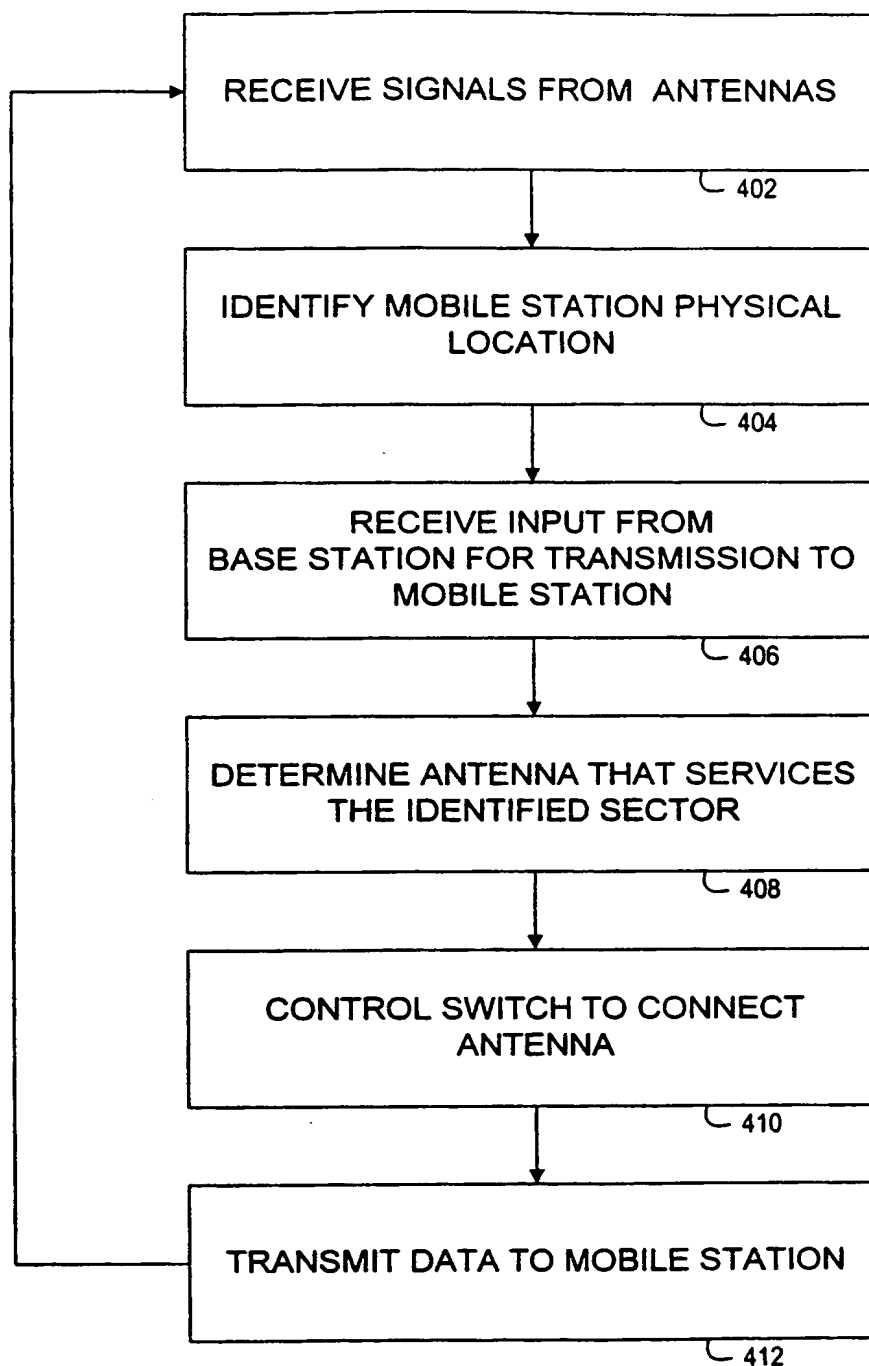 RECEIVE SIGNALS FROM ANTENNAS
402
IDENTIFY MOBILE STATION PHYSICAL
LOCATION
404
RECEIVE INPUT FROM
BASE STATION FOR TRANSMISSION TO
MOBILE STATION
406
DETERMINE ANTENNA THAT SERVICES
THE IDENTIFIED SECTOR
408
CONTROL SWITCH TO CONNECT
ANTENNA
410
TRANSMIT DATA TO MOBILE STATION
412